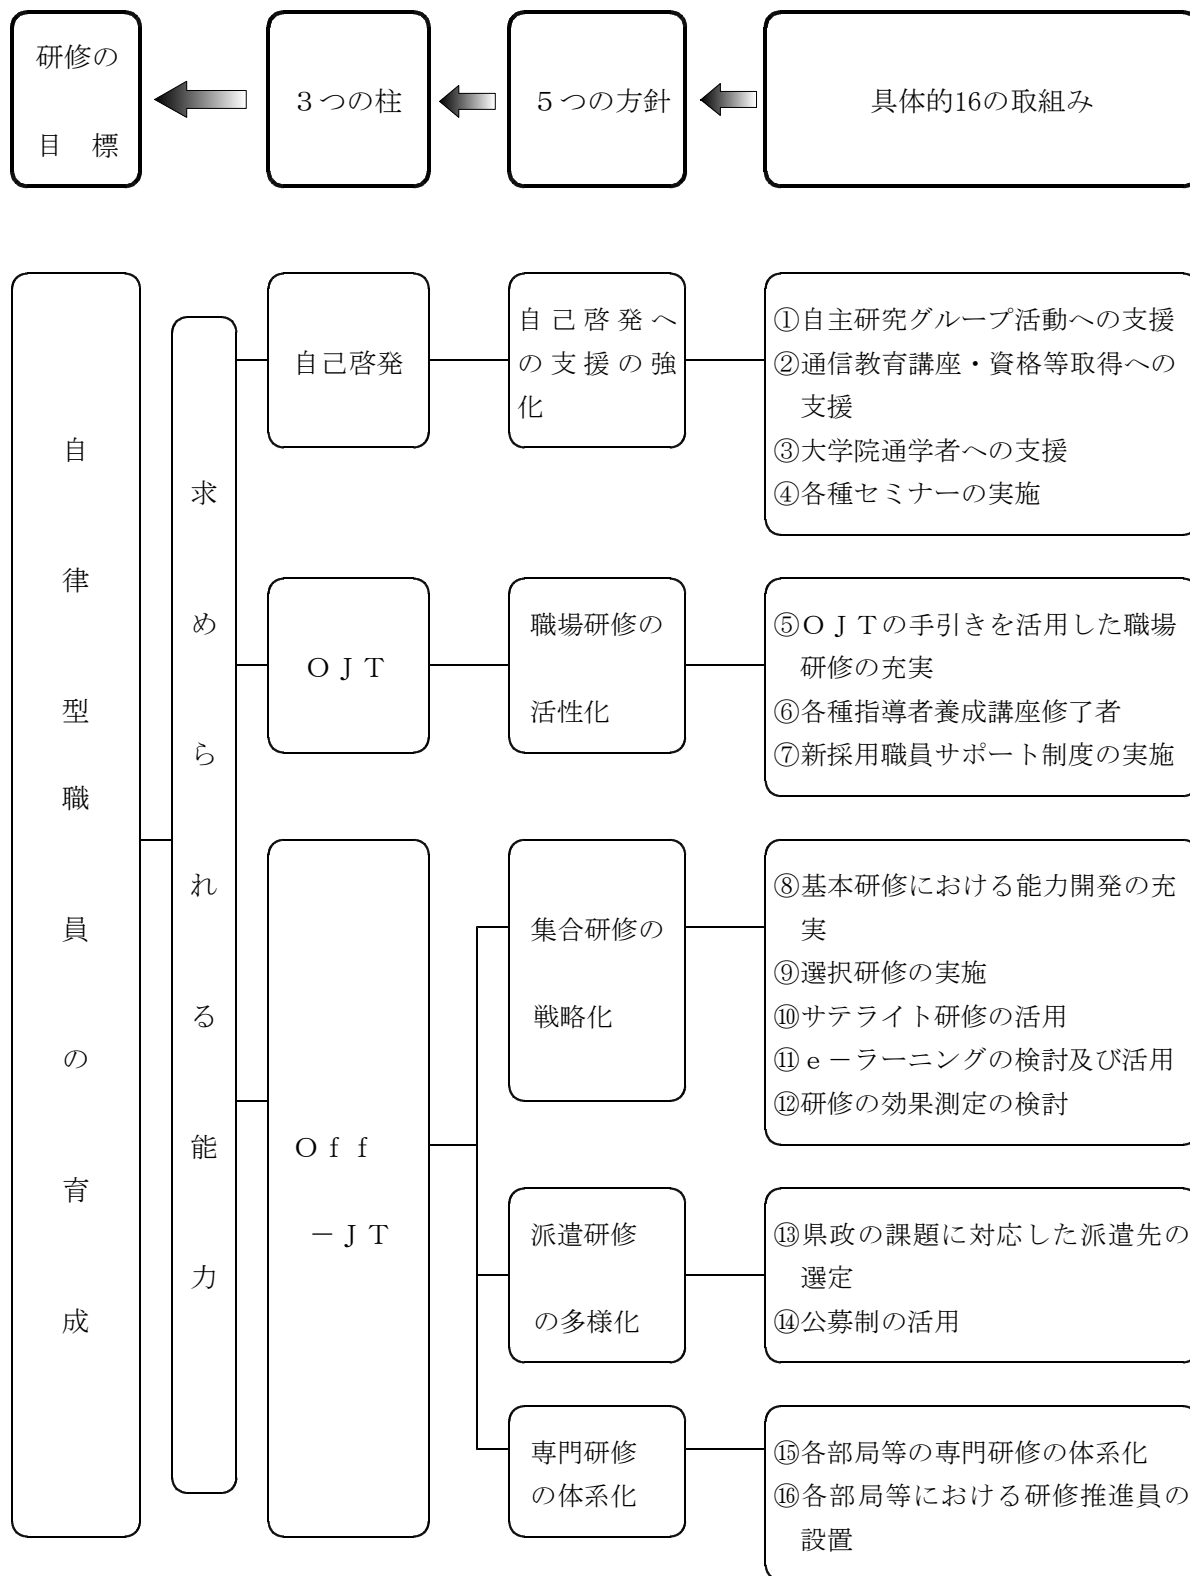 研修の
目　標
３つの柱
５つの方針
具体的16の取組み
自律型職員の育成
求められる能力
自己啓発
自己啓発へ
の支援の強
化
①自主研究グループ活動への支援
②通信教育講座・資格等取得への
支援
③大学院通学者への支援
④各種セミナーの実施
ＯＪＴ
職場研修の
活性化
⑤ＯＪＴの手引きを活用した職場
研修の充実
⑥各種指導者養成講座修了者
⑦新採用職員サポート制度の実施
Ｏｆｆ
－ＪＴ
集合研修の
戦略化
⑧基本研修における能力開発の充
実
⑨選択研修の実施
⑩サテライト研修の活用
⑪ｅ－ラーニングの検討及び活用
⑫研修の効果測定の検討
派遣研修
の多様化
⑬県政の課題に対応した派遣先の
選定
⑭公募制の活用
専門研修
の体系化
⑮各部局等の専門研修の体系化
⑯各部局等における研修推進員の
設置